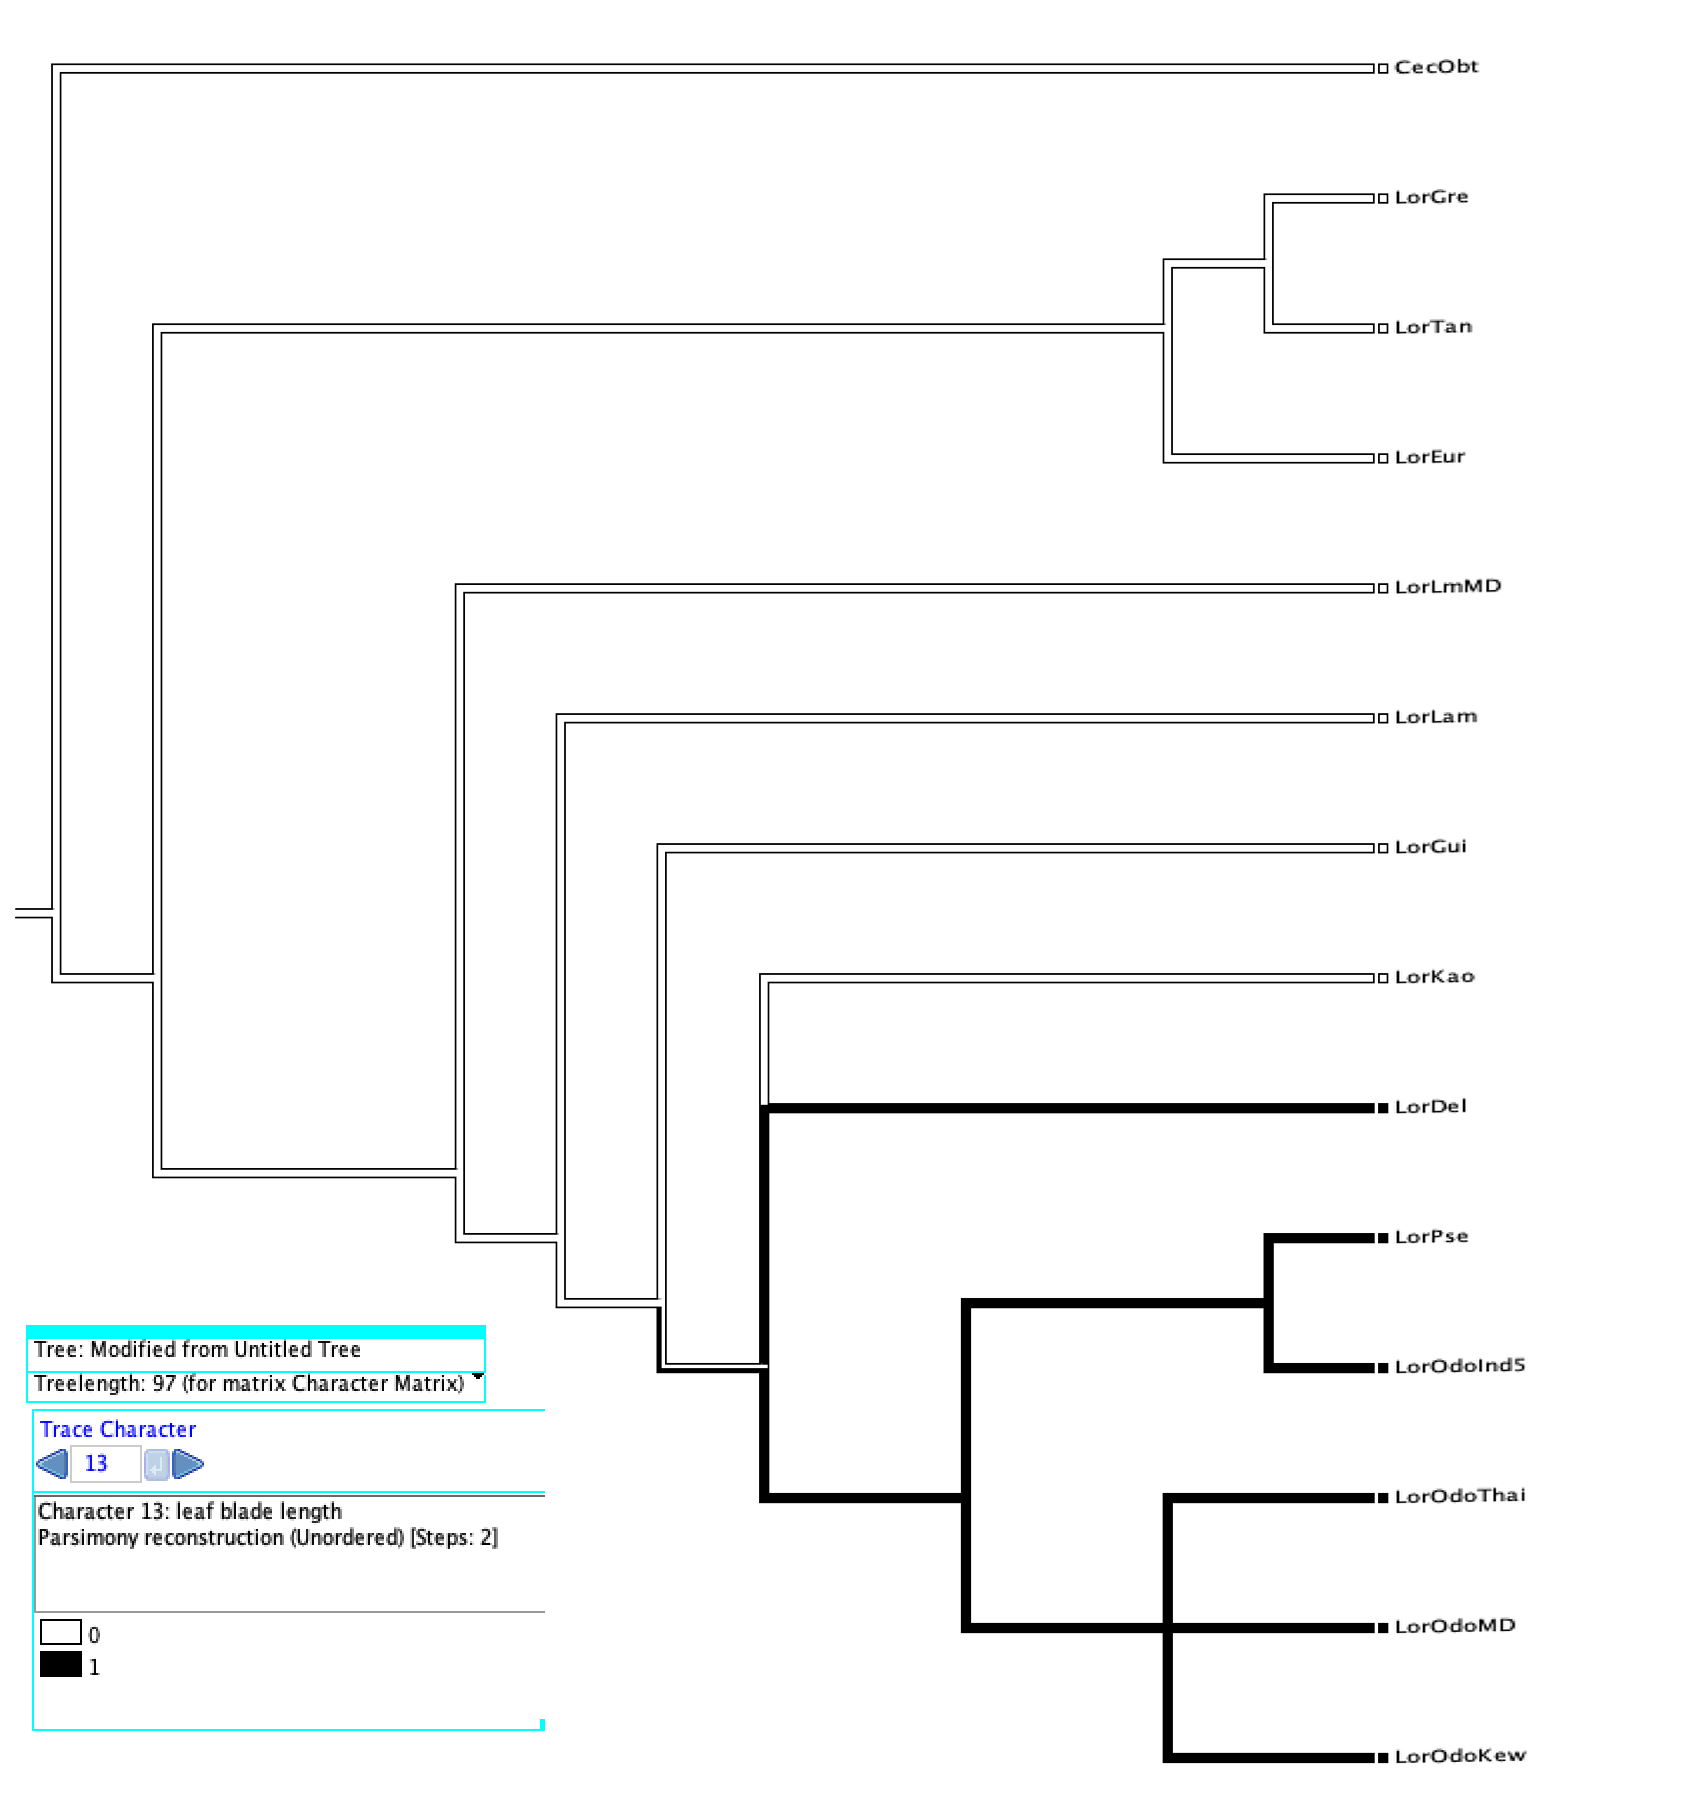 CecObt
LorGre
LorTan
LorEur
LorLmMD
LorLam
LorGui
LorKao
LorDel
LorPse
LorOdoInd5
LorOdoThai
LorOdoMD
LorOdoKew
Tree: Modified from Untitled Tree
Treelength: 97 (for matrix Character Matrix)
Trace Character
13
Character 13: leaf blade length
Parsimony reconstruction (Unordered) [Steps: 2]
0
1